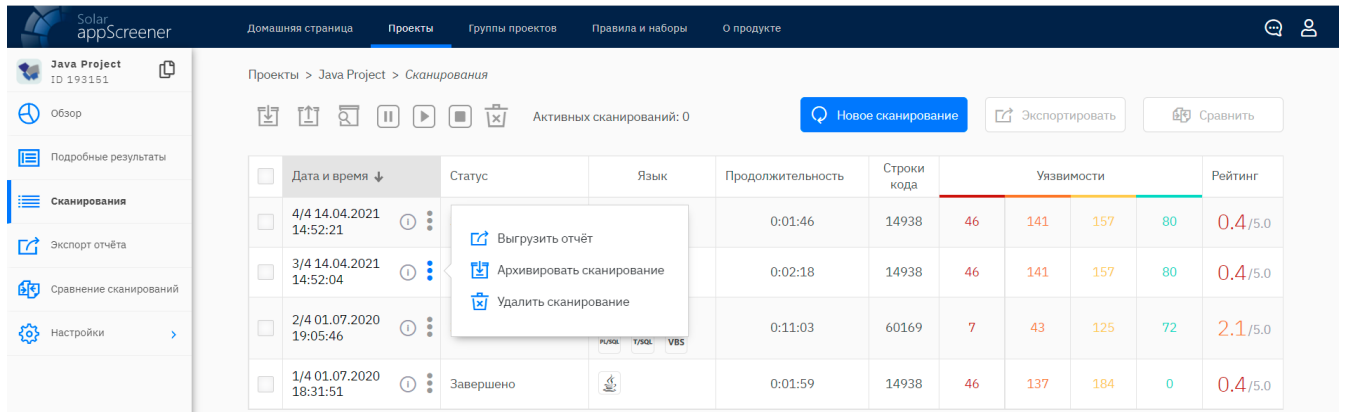 Solar
appScreener
Домашняя страница Проекты Группы проектов Правила и наборы О продукте
Java Project
ID 193151
Обзор
Подробные результаты
Сканирования
Экспорт отчёта
Сравнение сканирований
Настройки
Проекты > Java Project > Сканирования
Активных сканирований: 0
Новое сканирование
Экспортировать
Сравнить
Дата и время Статус Язык Продолжительность Строки кода Уязвимости Рейтинг
4/4 14.04.2021
14:52:21
0:01:46 14938 46 141 157 80 0.4/5.0
3/4 14.04.2021
14:52:04
0:02:18 14938 46 141 157 80 0.4/5.0
Выгрузить отчёт
Архивировать сканирование
Удалить сканирование
2/4 01.07.2020
19:05:46
PL/SQL T/SQL VBS
0:11:03 60169 7 43 125 72 2.1/5.0
1/4 01.07.2020
18:31:51
Завершено 0:01:59 14938 46 137 184 0 0.4/5.0